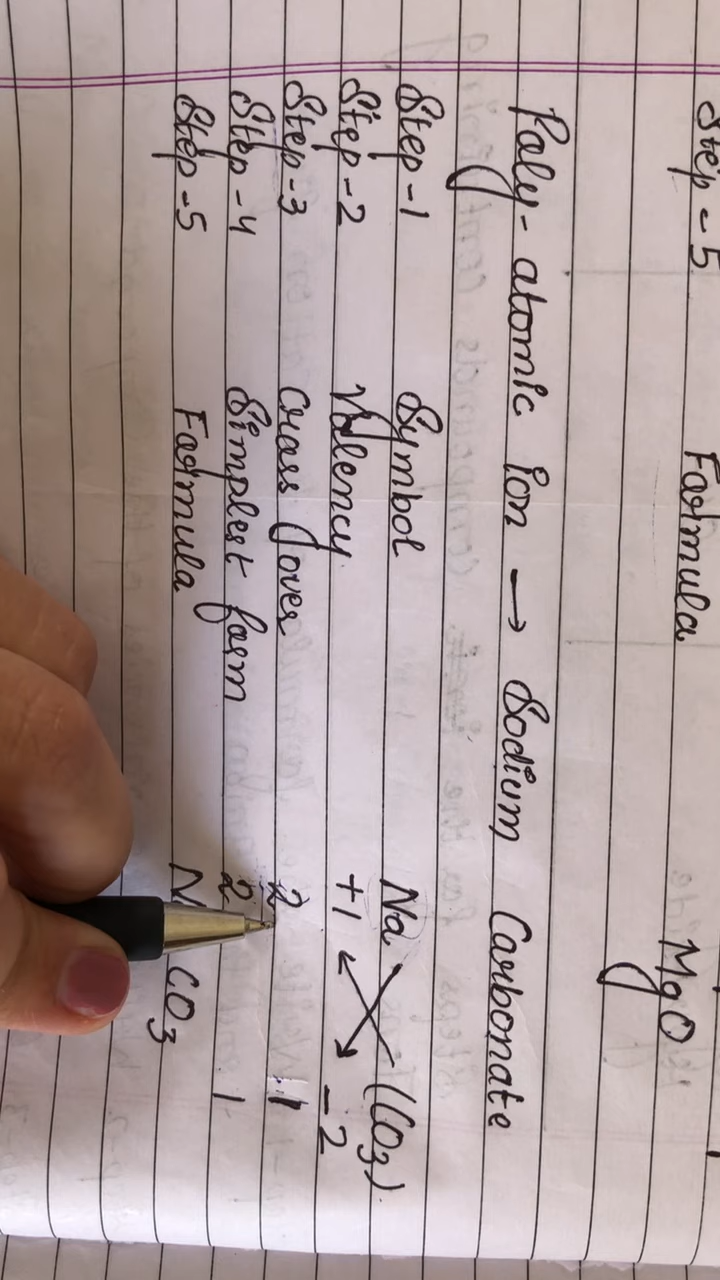 Step - 5 Formula MgO
Poly - atomic ion → Sodium Carbonate
Step - 1 Symbol Na (CO3)
Step - 2 Valency +1 -2
Step - 3 Cross over 2 1
Step - 4 Simplest form 2 1
Step - 5 Formula N CO3